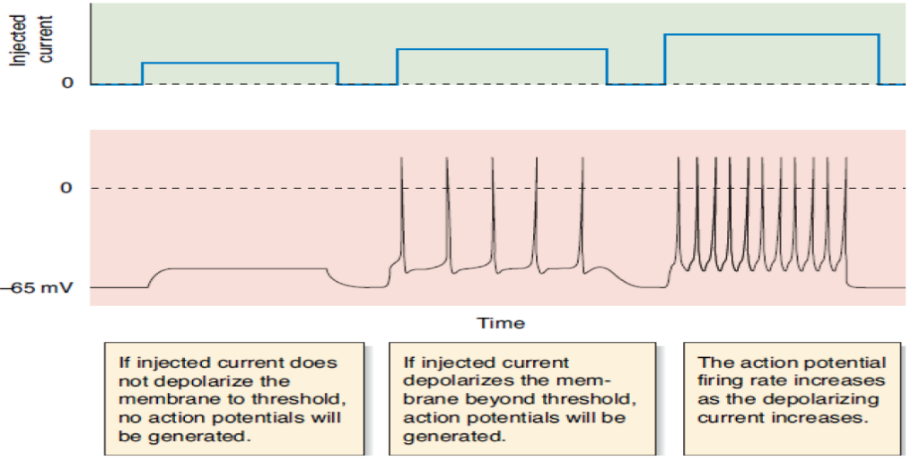 Injected
current
0
0
–65 mV
Time
If injected current does
not depolarize the
membrane to threshold,
no action potentials will
be generated.
If injected current
depolarizes the mem-
brane beyond threshold,
action potentials will be
generated.
The action potential
firing rate increases
as the depolarizing
current increases.